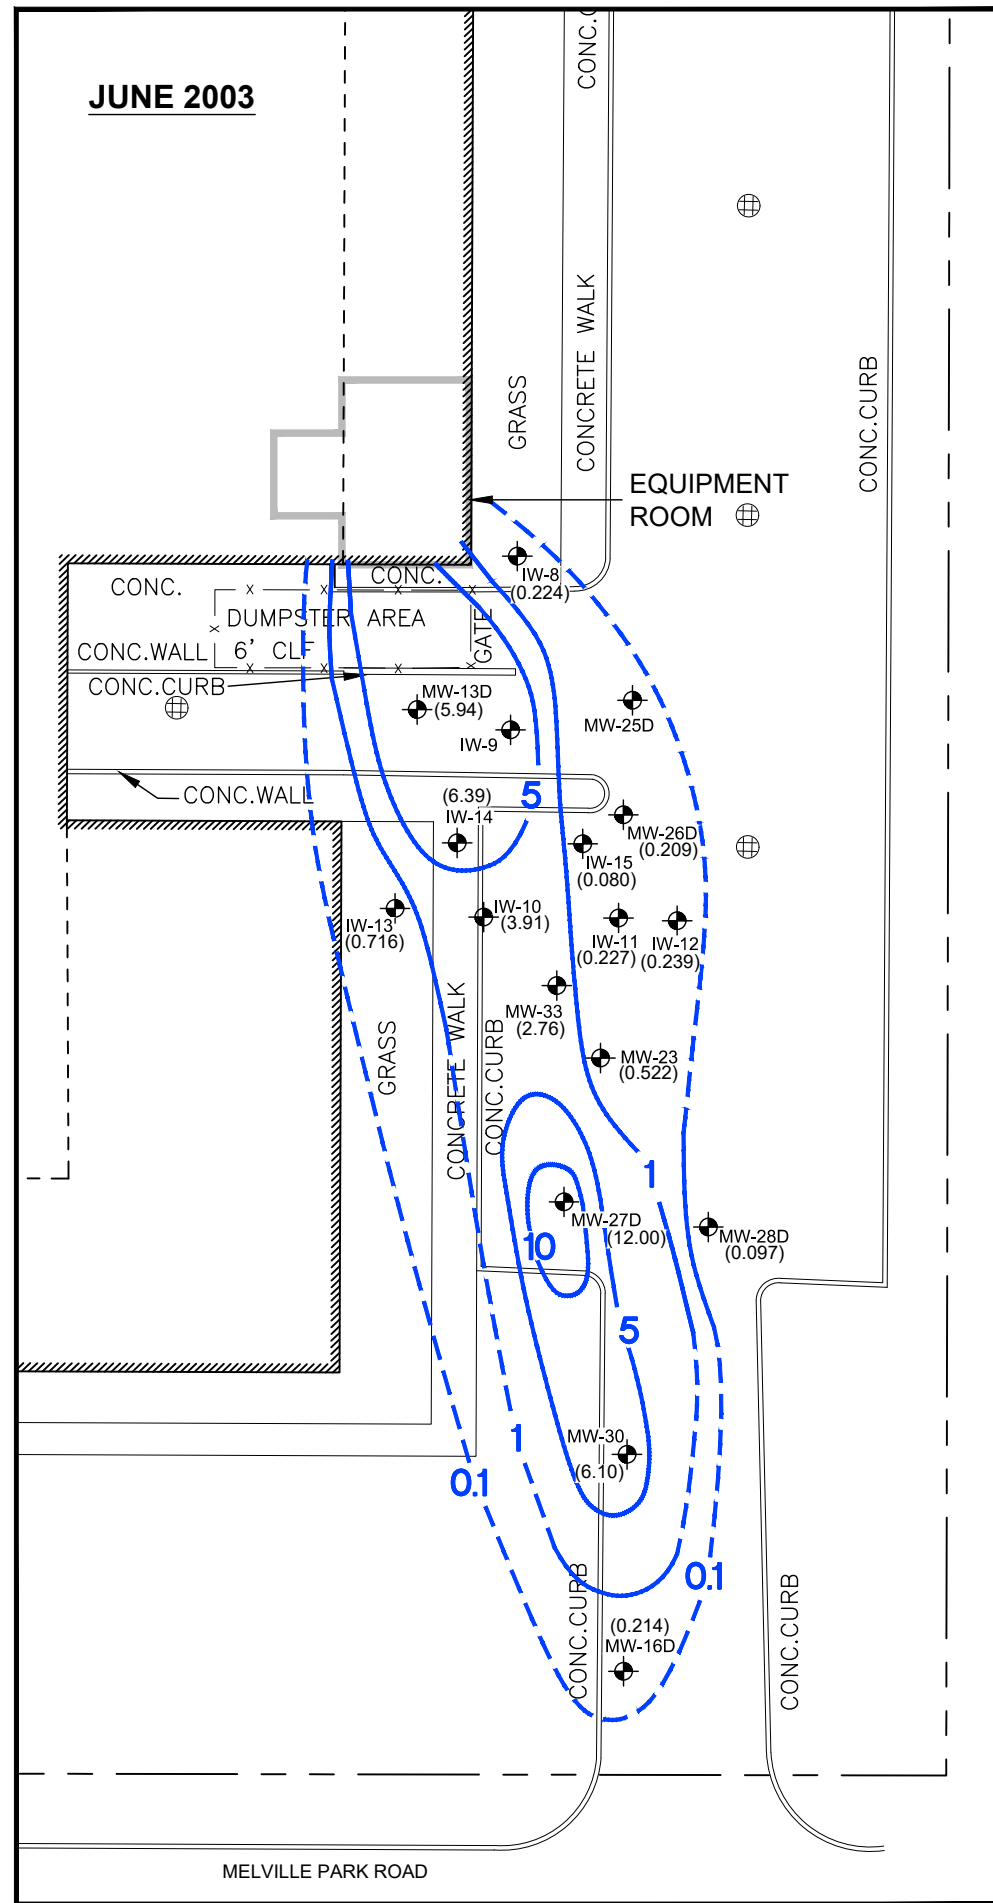 JUNE 2003
CONC.C
CONCRETE WALK
GRASS
CONC.CURB
EQUIPMENT
ROOM
IW-8
(0.224)
CONC.
CONC.
DUMPSTER AREA
GATE
CONC.WALL
6' CLF
CONC.CURB
MW-13D
(5.94)
MW-25D
IW-9
CONC.WALL
(6.39)
IW-14
5
MW-26D
(0.209)
IW-15
(0.080)
IW-13
(0.716)
IW-10
(3.91)
IW-11
(0.227)
IW-12
(0.239)
MW-33
(2.76)
GRASS
CONCRETE WALK
CONC.CURB
MW-23
(0.522)
1
MW-27D
(12.00)
10
MW-28D
(0.097)
5
MW-30
(6.10)
1
0.1
0.1
CONC.CURB
CONC.CURB
(0.214)
MW-16D
MELVILLE PARK ROAD